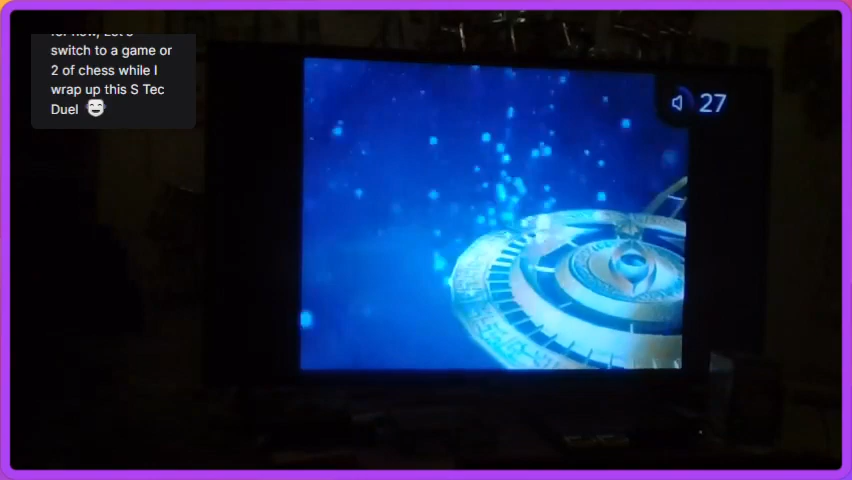 switch to a game or
2 of chess while I
wrap up this S Tec
Duel
27